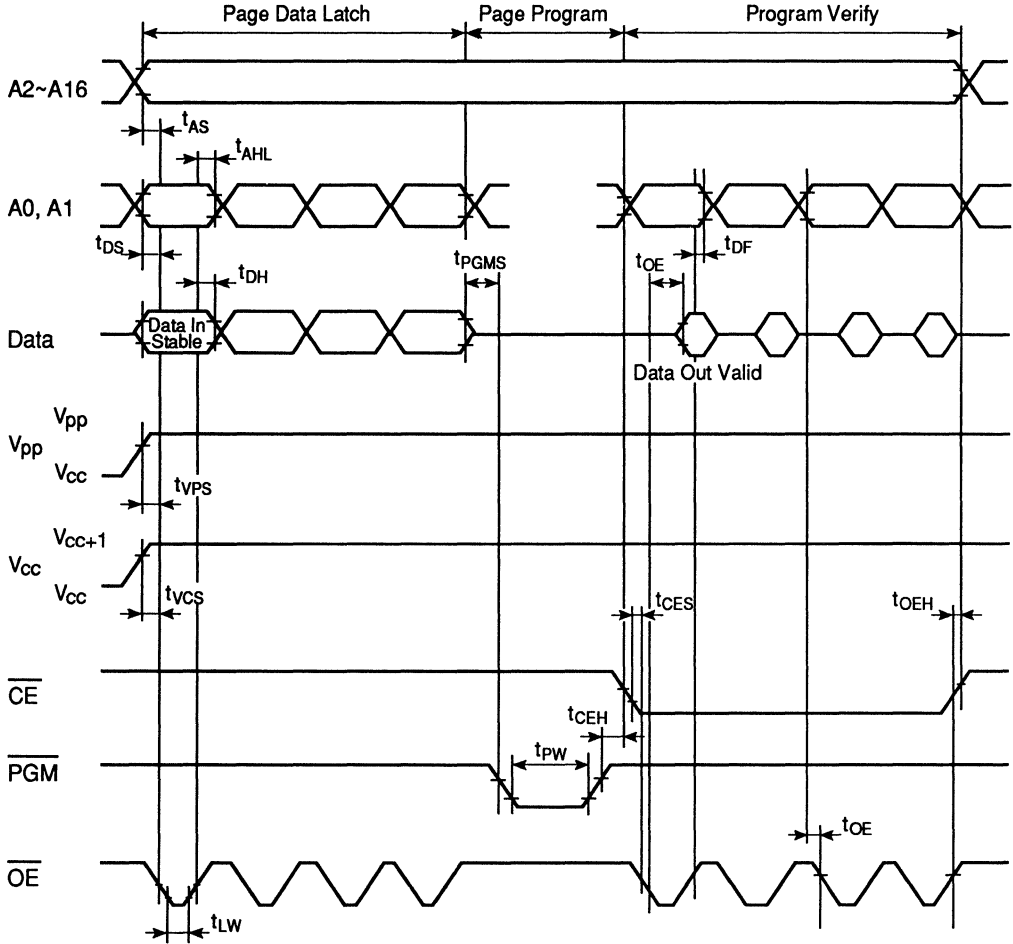 Page Data Latch Page Program Program Verify
A2~A16
tAS
tAHL
A0, A1
tDS
tDH
tPGMS
tOE
tDF
Data
Data In
Stable
Data Out Valid
Vpp
Vpp
Vcc
tVPS
Vcc+1
Vcc
Vcc
tVCS
tCES
tOEH
CE
tCEH
PGM
tPW
tOE
OE
tLW